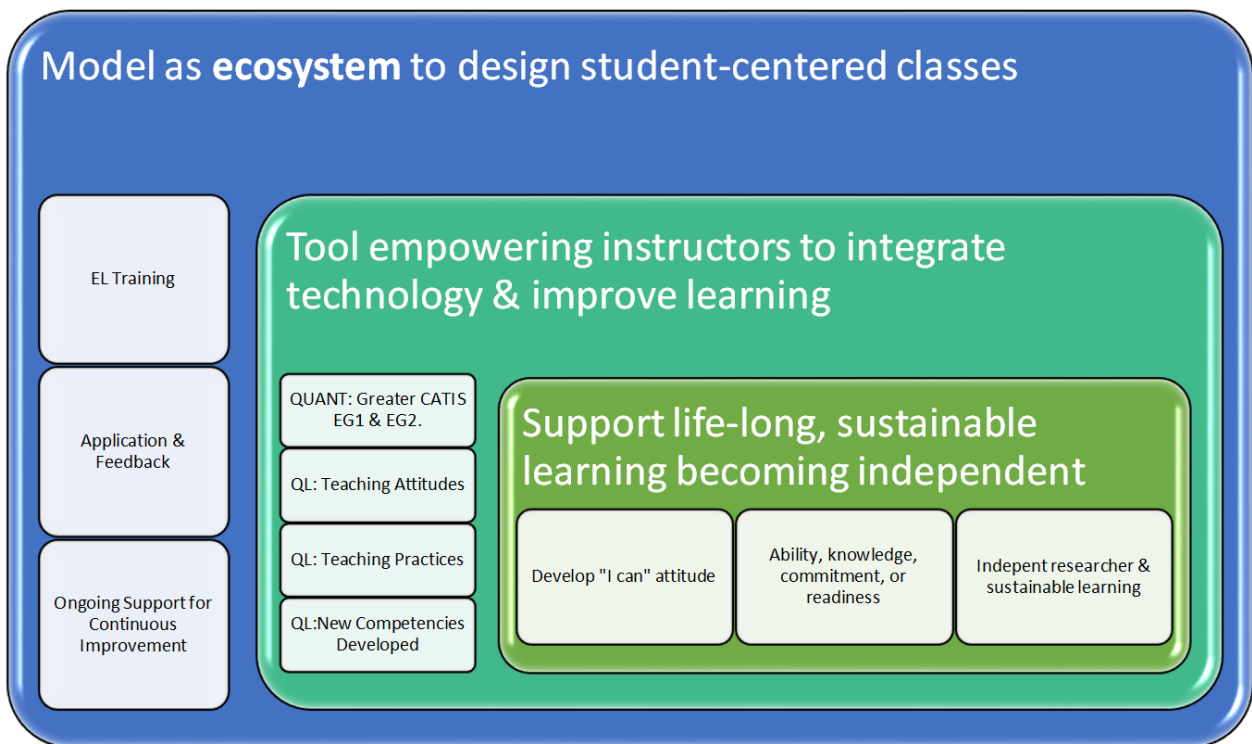 Model as ecosystem to design student-centered classes
EL Training
Application &
Feedback
Ongoing Support for
Continuous
Improvement
Tool empowering instructors to integrate
technology & improve learning
QUANT: Greater CATIS
EG1 & EG2.
QL: Teaching Attitudes
QL: Teaching Practices
QL:New Competencies
Developed
Support life-long, sustainable
learning becoming independent
Develop "I can" attitude
Ability, knowledge,
commitment, or
readiness
Indepent researcher &
sustainable learning